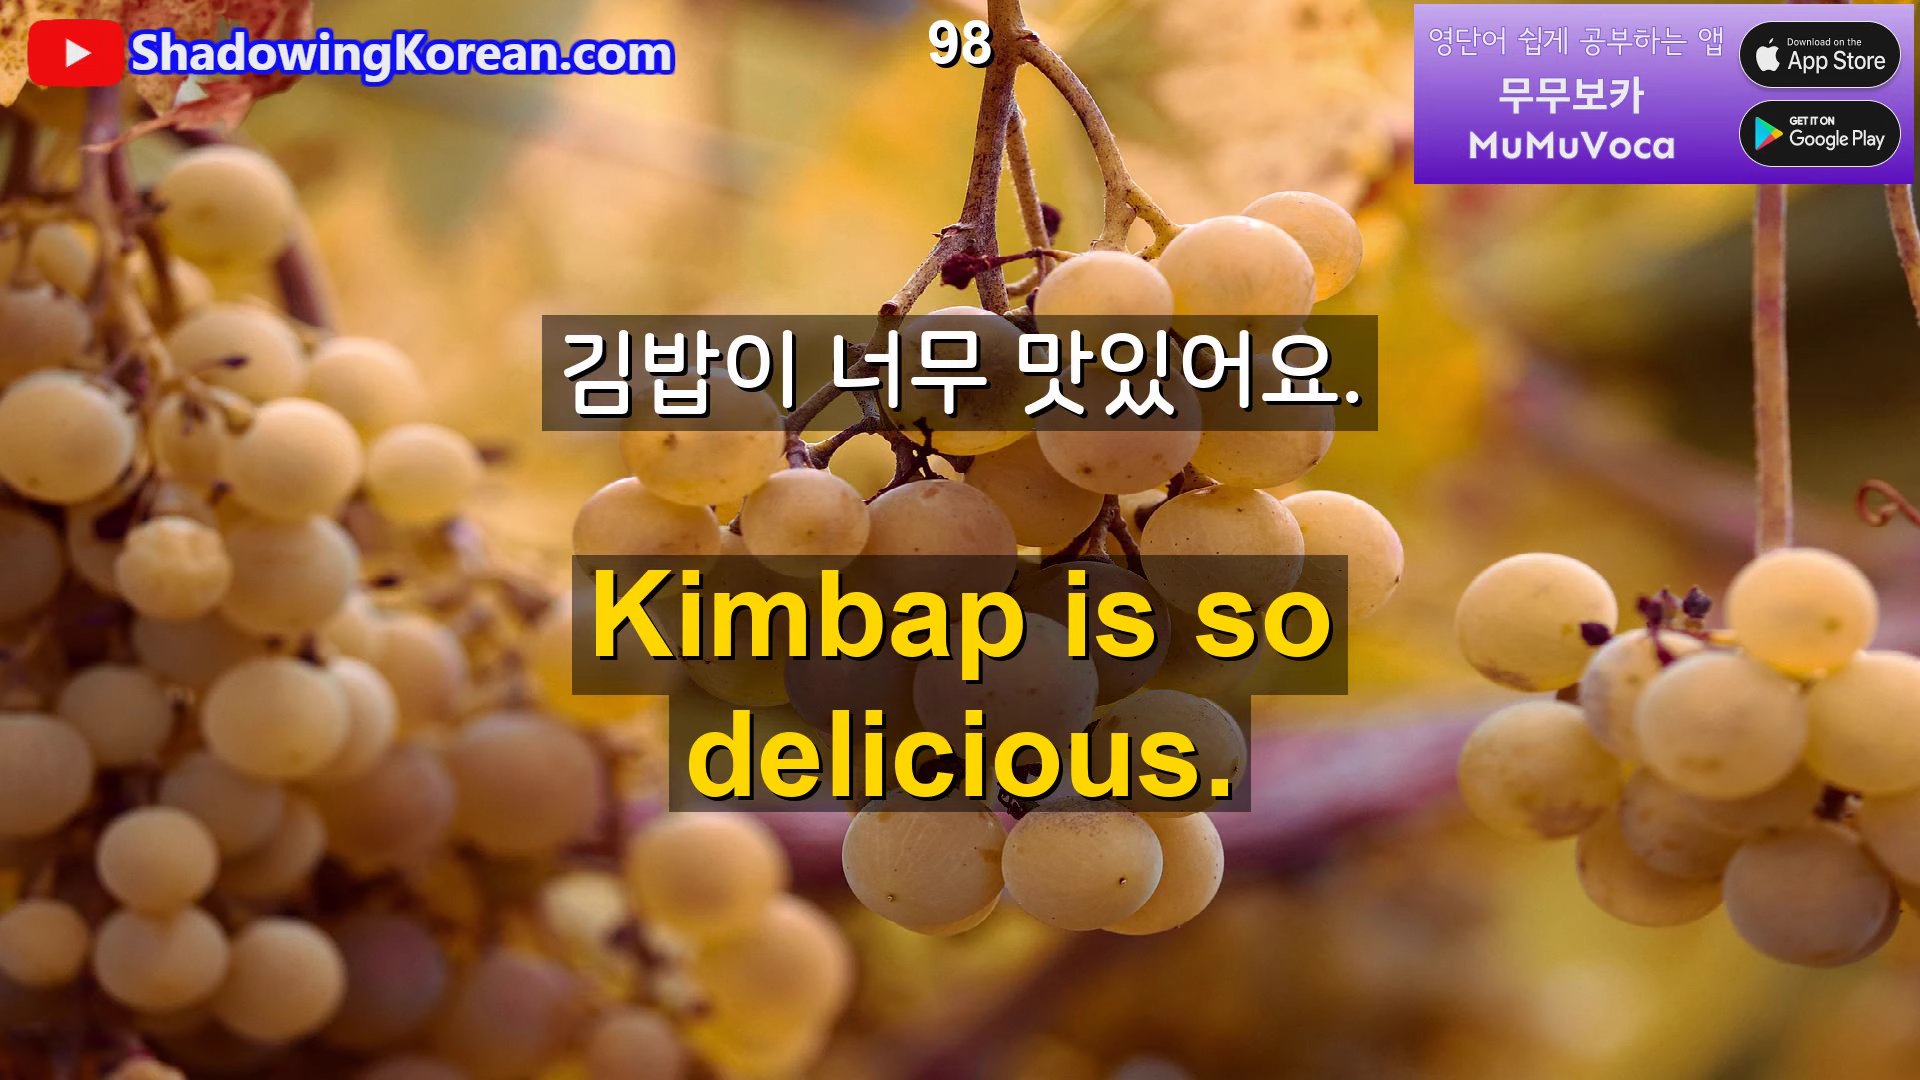 ShadowingKorean.com
98
영단어 쉽게 공부하는 앱
무무보카
MuMuVoca
Download on the
App Store
GET IT ON
Google Play
김밥이 너무 맛있어요.
Kimbap is so
delicious.